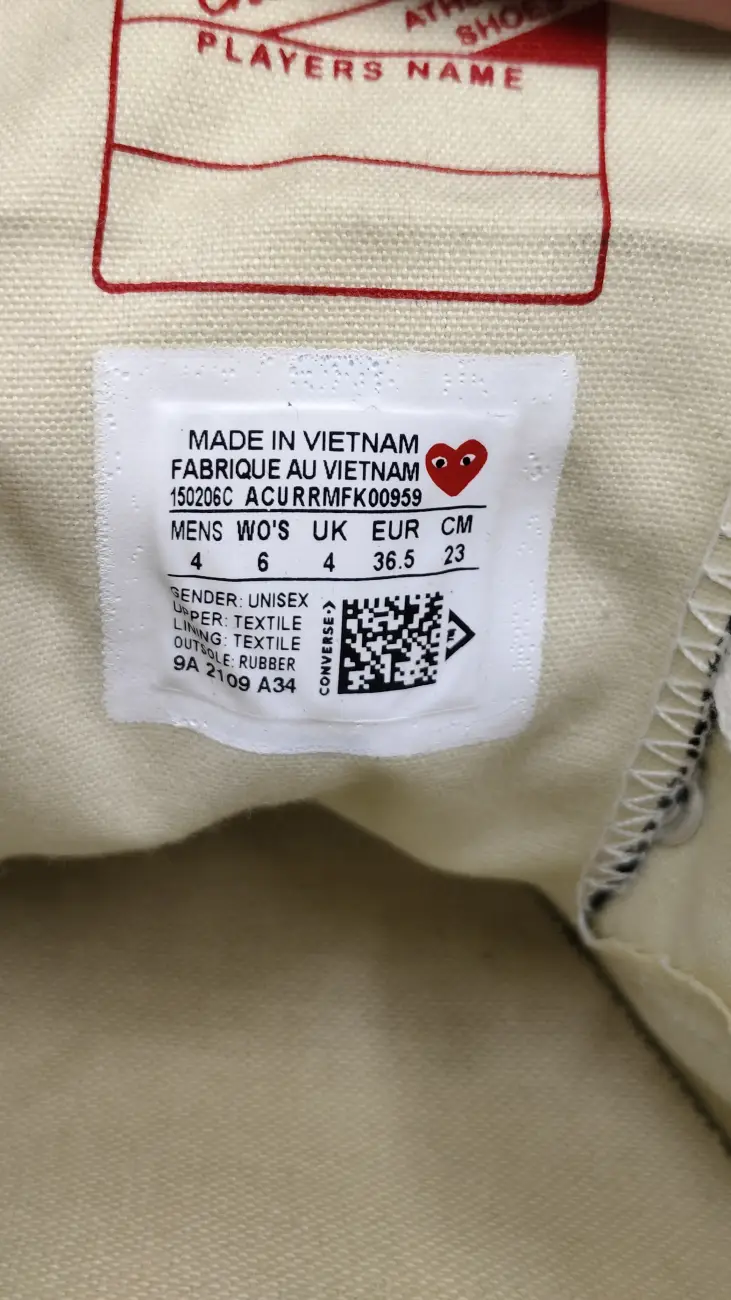 SHOES
PLAYERS NAME
MADE IN VIETNAM
FABRIQUE AU VIETNAM
150206C ACURRMFK00959
MENS WO'S UK EUR CM
4 6 4 36.5 23
GENDER: UNISEX
UPPER: TEXTILE
LINING: TEXTILE
OUTSOLE: RUBBER
9A 2109 A34
CONVERSE